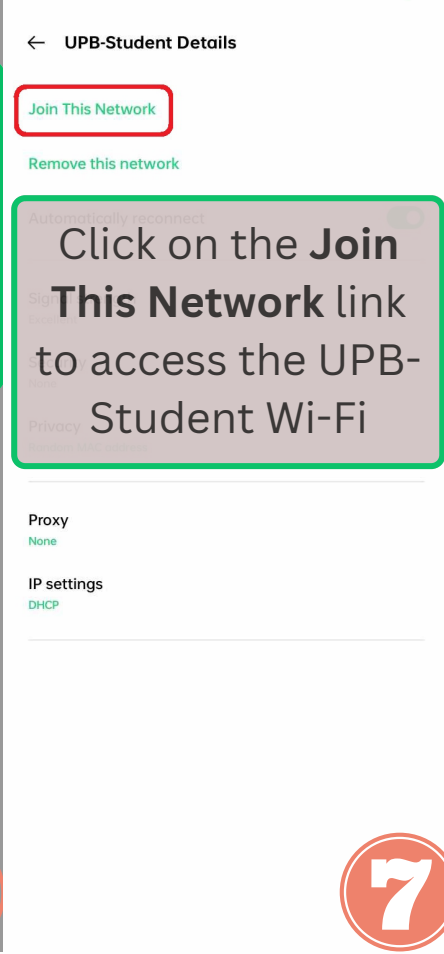 UPB-Student Details
Join This Network
Remove this network
Automatically reconnect
Click on the Join
This Network link
to access the UPB-
Student Wi-Fi
Privacy
Proxy
None
IP settings
DHCP
7